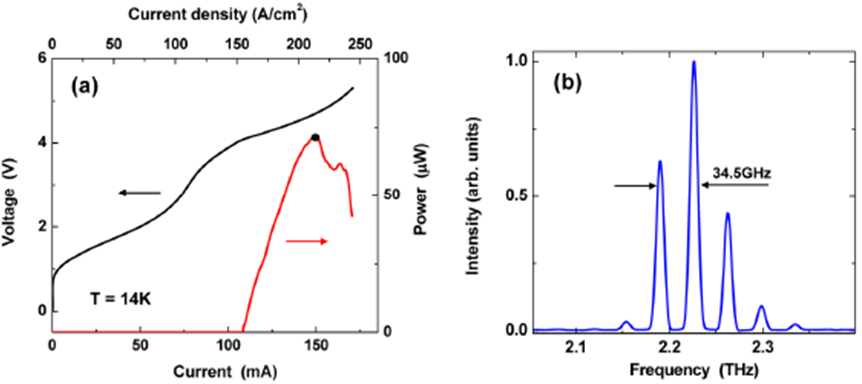 Current density (A/cm²)
0 50 100 150 200 250
6 100
(a)
4
Voltage (V)
50
Power (µW)
2
T = 14K
0 0
0 50 100 150
Current (mA)
1.0
(b)
34.5GHz
Intensity (arb. units)
0.5
0.0
2.1 2.2 2.3
Frequency (THz)